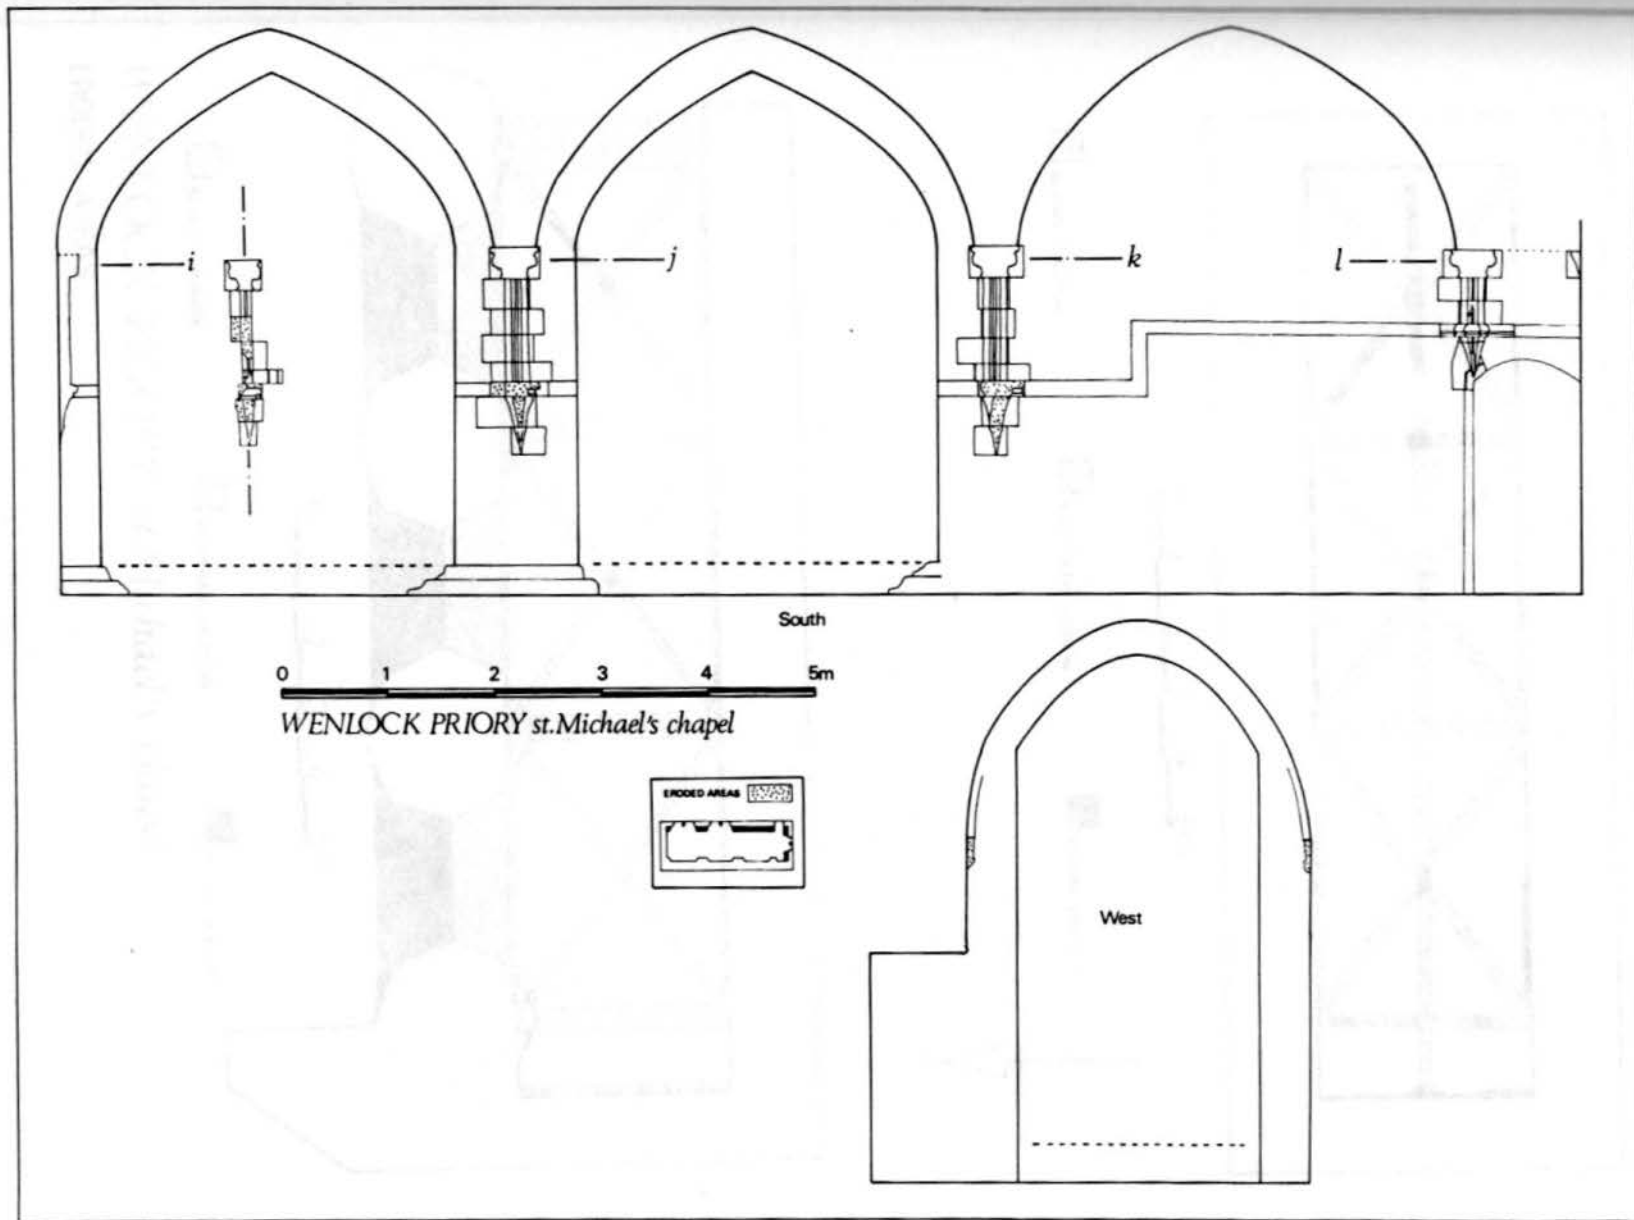 i j k l
South
0 1 2 3 4 5m
WENLOCK PRIORY st.Michael's chapel
ERODED AREAS
West